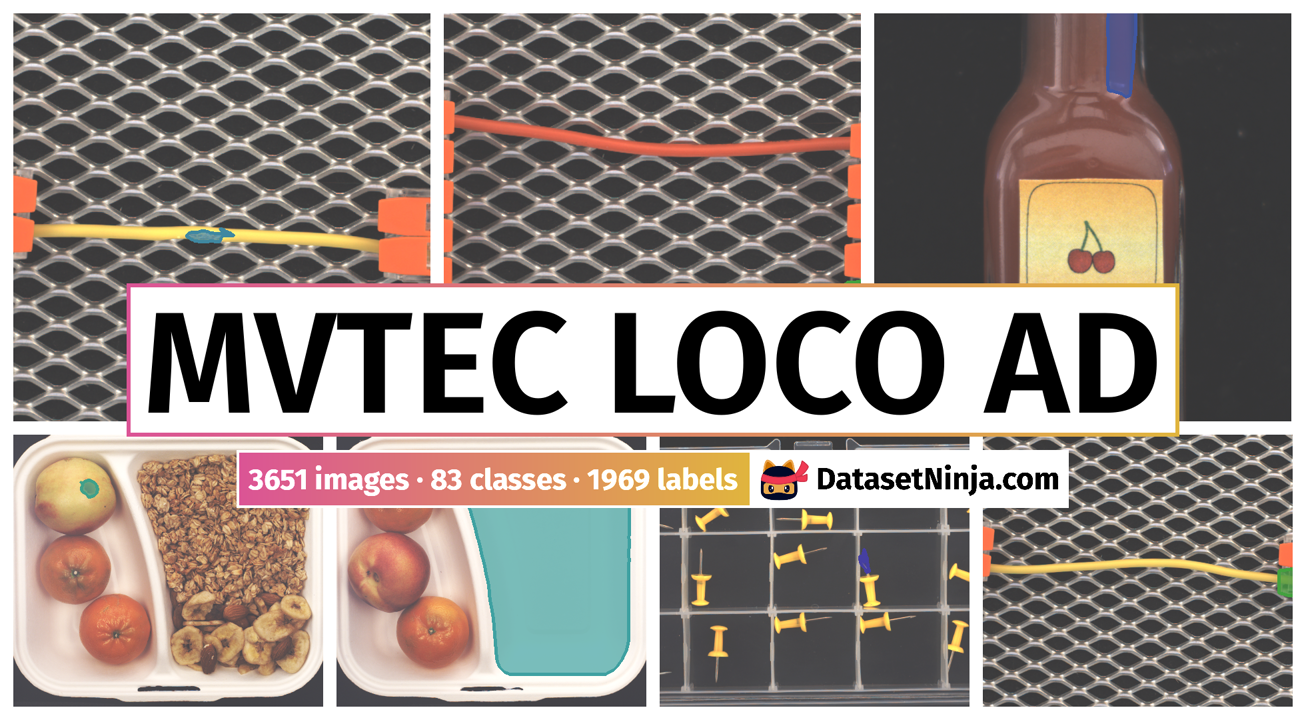 MVTEC LOCO AD
3651 images · 83 classes · 1969 labels
DatasetNinja.com